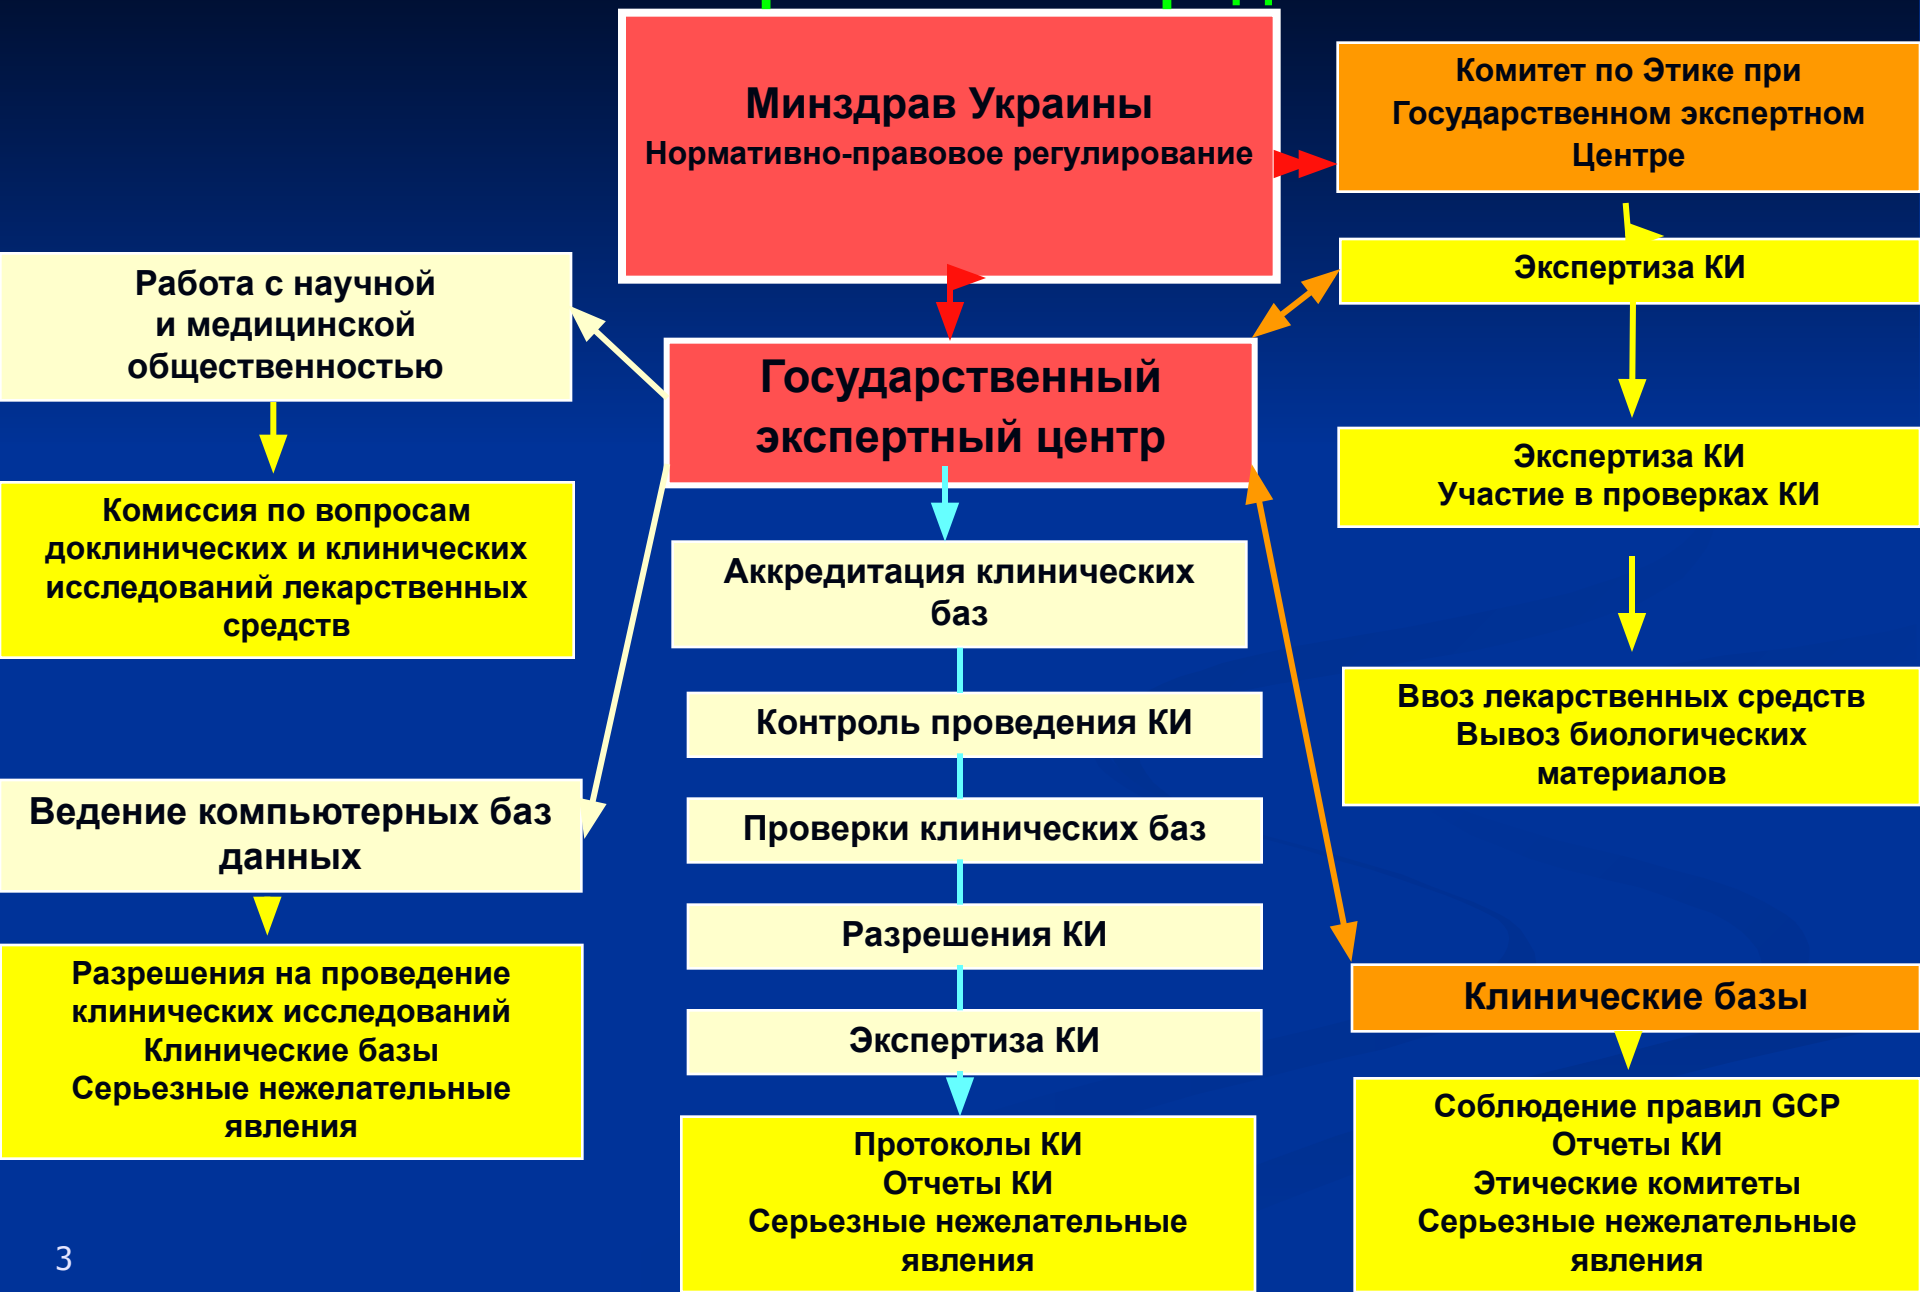 Минздрав Украины
Нормативно-правовое регулирование
Комитет по Этике при
Государственном экспертном
Центре
Экспертиза КИ
Работа с научной
и медицинской
общественностью
Государственный
экспертный центр
Экспертиза КИ
Участие в проверках КИ
Комиссия по вопросам
доклинических и клинических
исследований лекарственных
средств
Аккредитация клинических
баз
Контроль проведения КИ
Ввоз лекарственных средств
Вывоз биологических
материалов
Ведение компьютерных баз
данных
Проверки клинических баз
Разрешения КИ
Разрешения на проведение
клинических исследований
Клинические базы
Серьезные нежелательные
явления
Экспертиза КИ
Клинические базы
Протоколы КИ
Отчеты КИ
Серьезные нежелательные
явления
Соблюдение правил GCP
Отчеты КИ
Этические комитеты
Серьезные нежелательные
явления
3